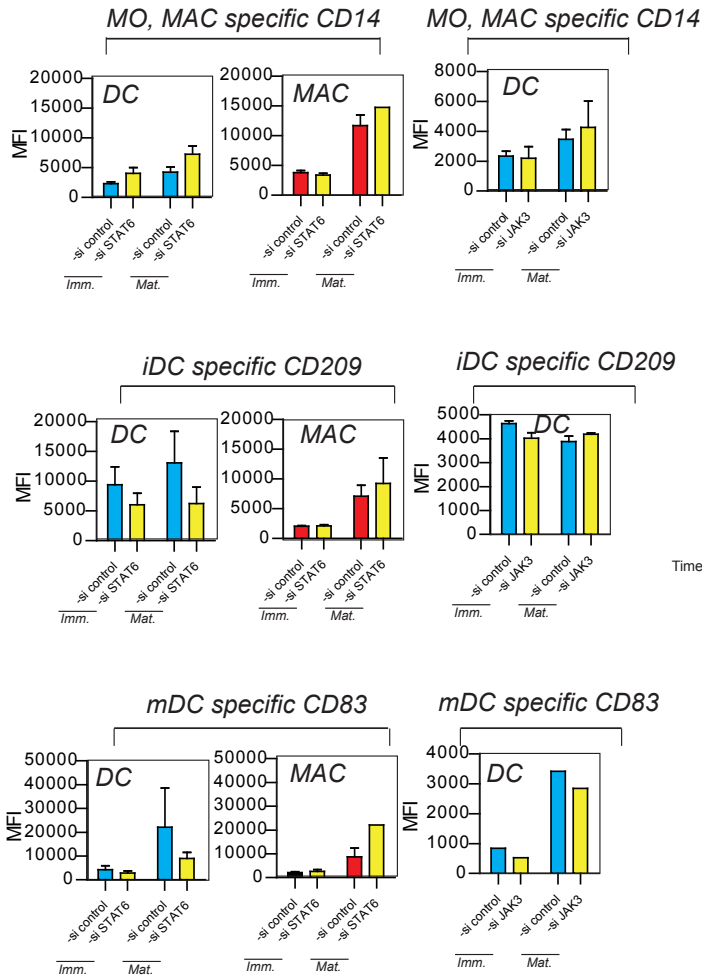 MO, MAC specific CD14
MO, MAC specific CD14
20000
15000
10000
5000
0
MFI
DC
-si control
-si STAT6
-si control
-si STAT6
Imm.
Mat.
20000
15000
10000
5000
0
MAC
-si control
-si STAT6
-si control
-si STAT6
Imm.
Mat.
8000
6000
4000
2000
0
MFI
DC
-si control
-si JAK3
-si control
-si JAK3
Imm.
Mat.
iDC specific CD209
iDC specific CD209
20000
15000
10000
5000
0
MFI
DC
-si control
-si STAT6
-si control
-si STAT6
Imm.
Mat.
20000
15000
10000
5000
0
MAC
-si control
-si STAT6
-si control
-si STAT6
Imm.
Mat.
5000
4000
3000
2000
1000
0
MFI
DC
-si control
-si JAK3
-si control
-si JAK3
Imm.
Mat.
Time
mDC specific CD83
mDC specific CD83
50000
40000
30000
20000
10000
0
MFI
DC
-si control
-si STAT6
-si control
-si STAT6
Imm.
Mat.
50000
40000
30000
20000
10000
0
MAC
-si control
-si STAT6
-si control
-si STAT6
Imm.
Mat.
4000
3000
2000
1000
0
MFI
DC
-si control
-si JAK3
-si control
-si JAK3
Imm.
Mat.